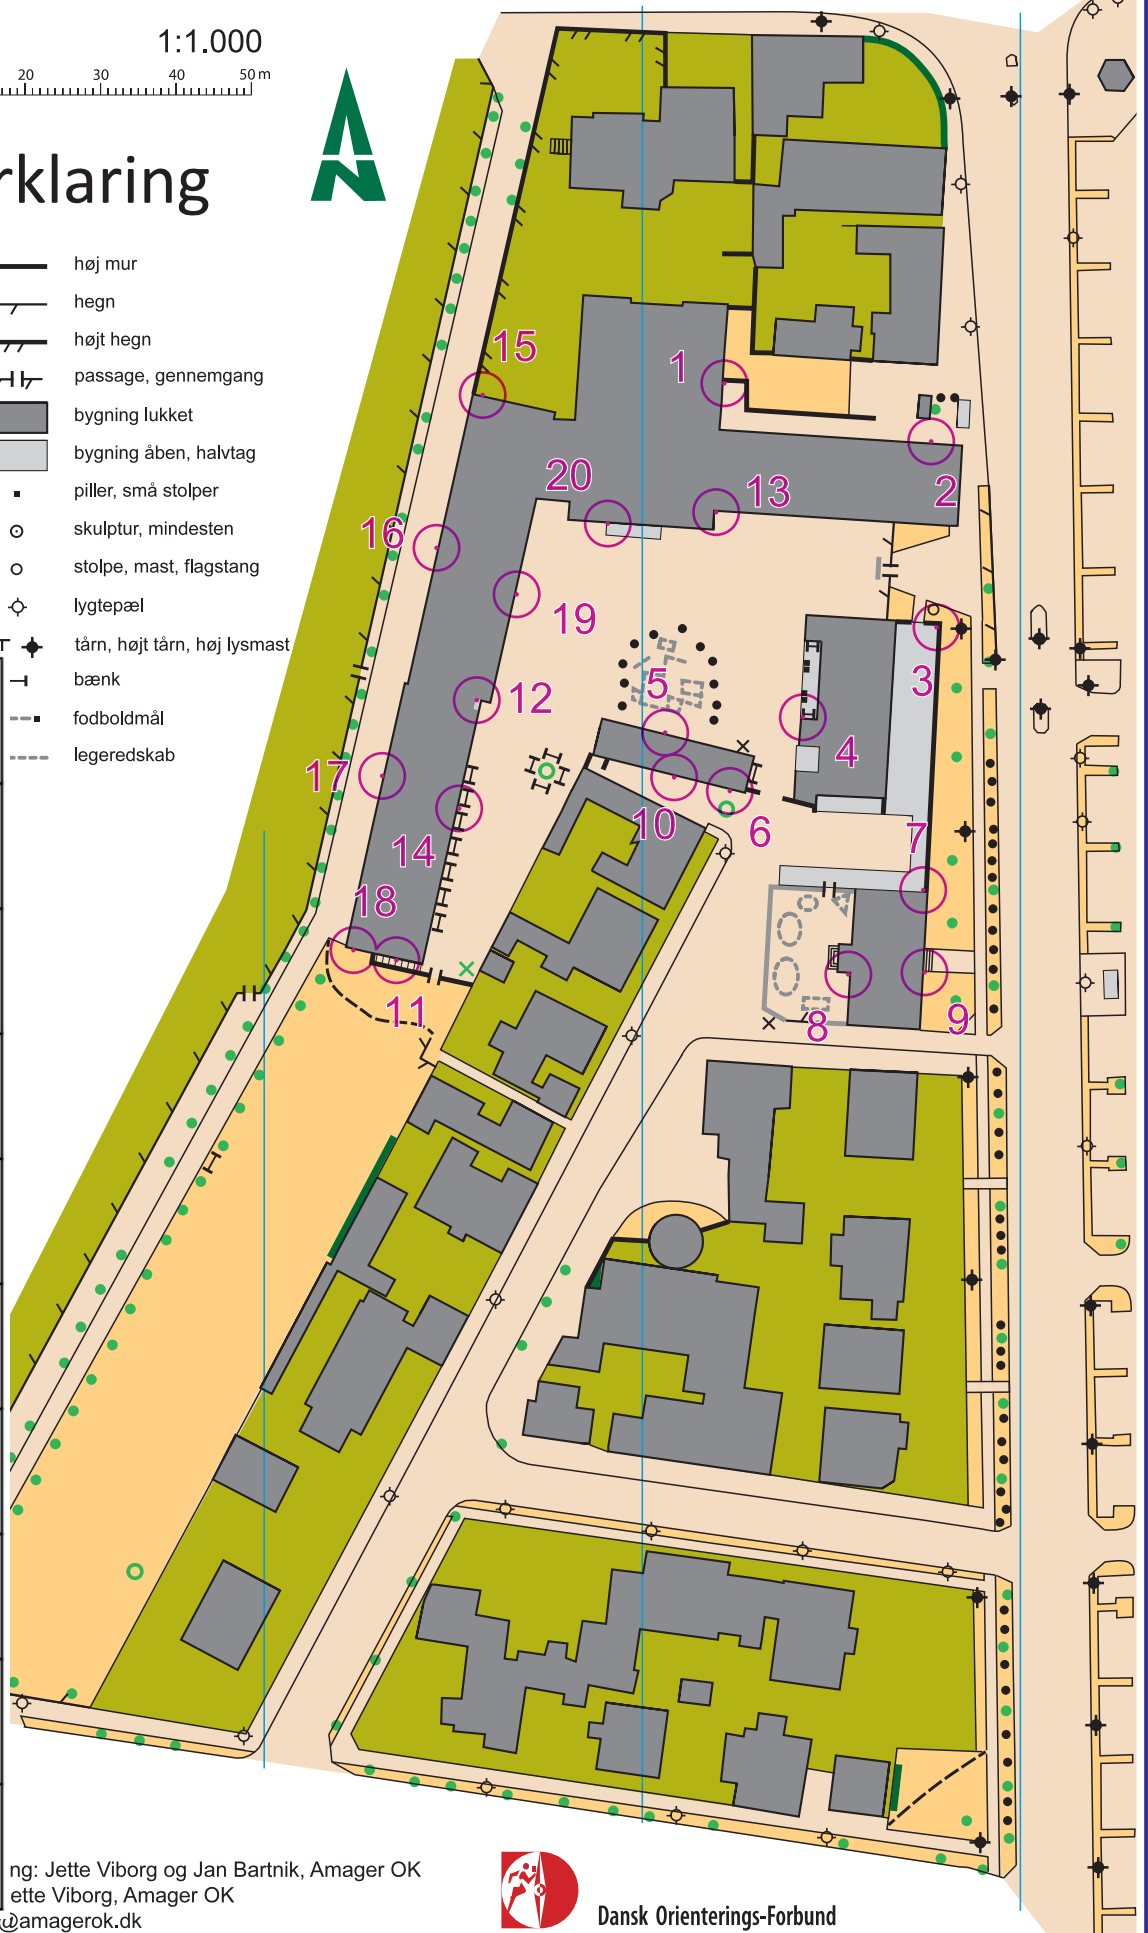 1:1.000
20 30 40 50 m
rklaring
høj mur
hegn
højt hegn
passage, gennemgang
bygning lukket
bygning åben, halvtag
piller, små stolper
skulptur, mindesten
stolpe, mast, flagstang
lygtepæl
tårn, højt tårn, høj lysmast
bænk
fodboldmål
legeredskab
15
1
20
13
2
16
19
5
3
12
4
17
10
6
14
7
18
11
8
9
ng: Jette Viborg og Jan Bartnik, Amager OK
ette Viborg, Amager OK
@amagerok.dk
Dansk Orienterings-Forbund